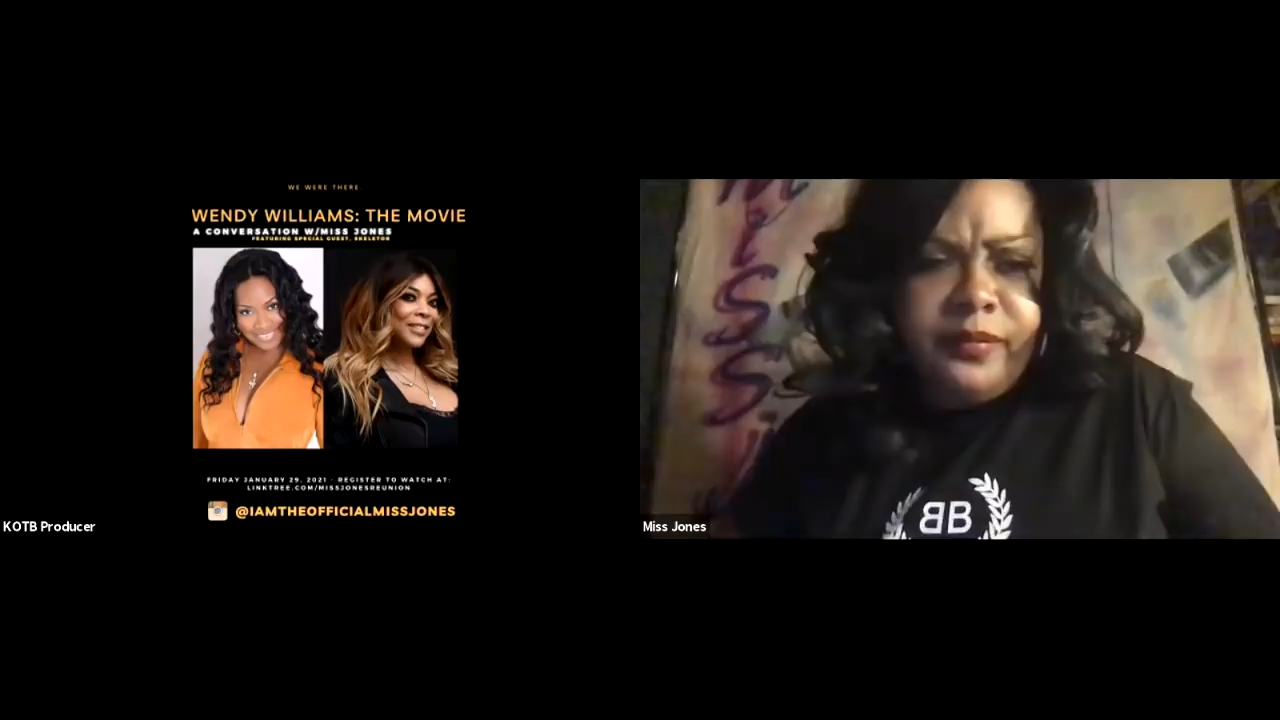 WE WERE THERE.
WENDY WILLIAMS: THE MOVIE
A CONVERSATION W/MISS JONES
FEATURING SPECIAL GUEST, SKELETOR
FRIDAY JANUARY 29, 2021 - REGISTER TO WATCH AT:
LINKTREE.COM/MISSJONESREUNION
@IAMTHEOFFICIALMISSJONES
KOTB Producer
MISS
BB
Miss Jones